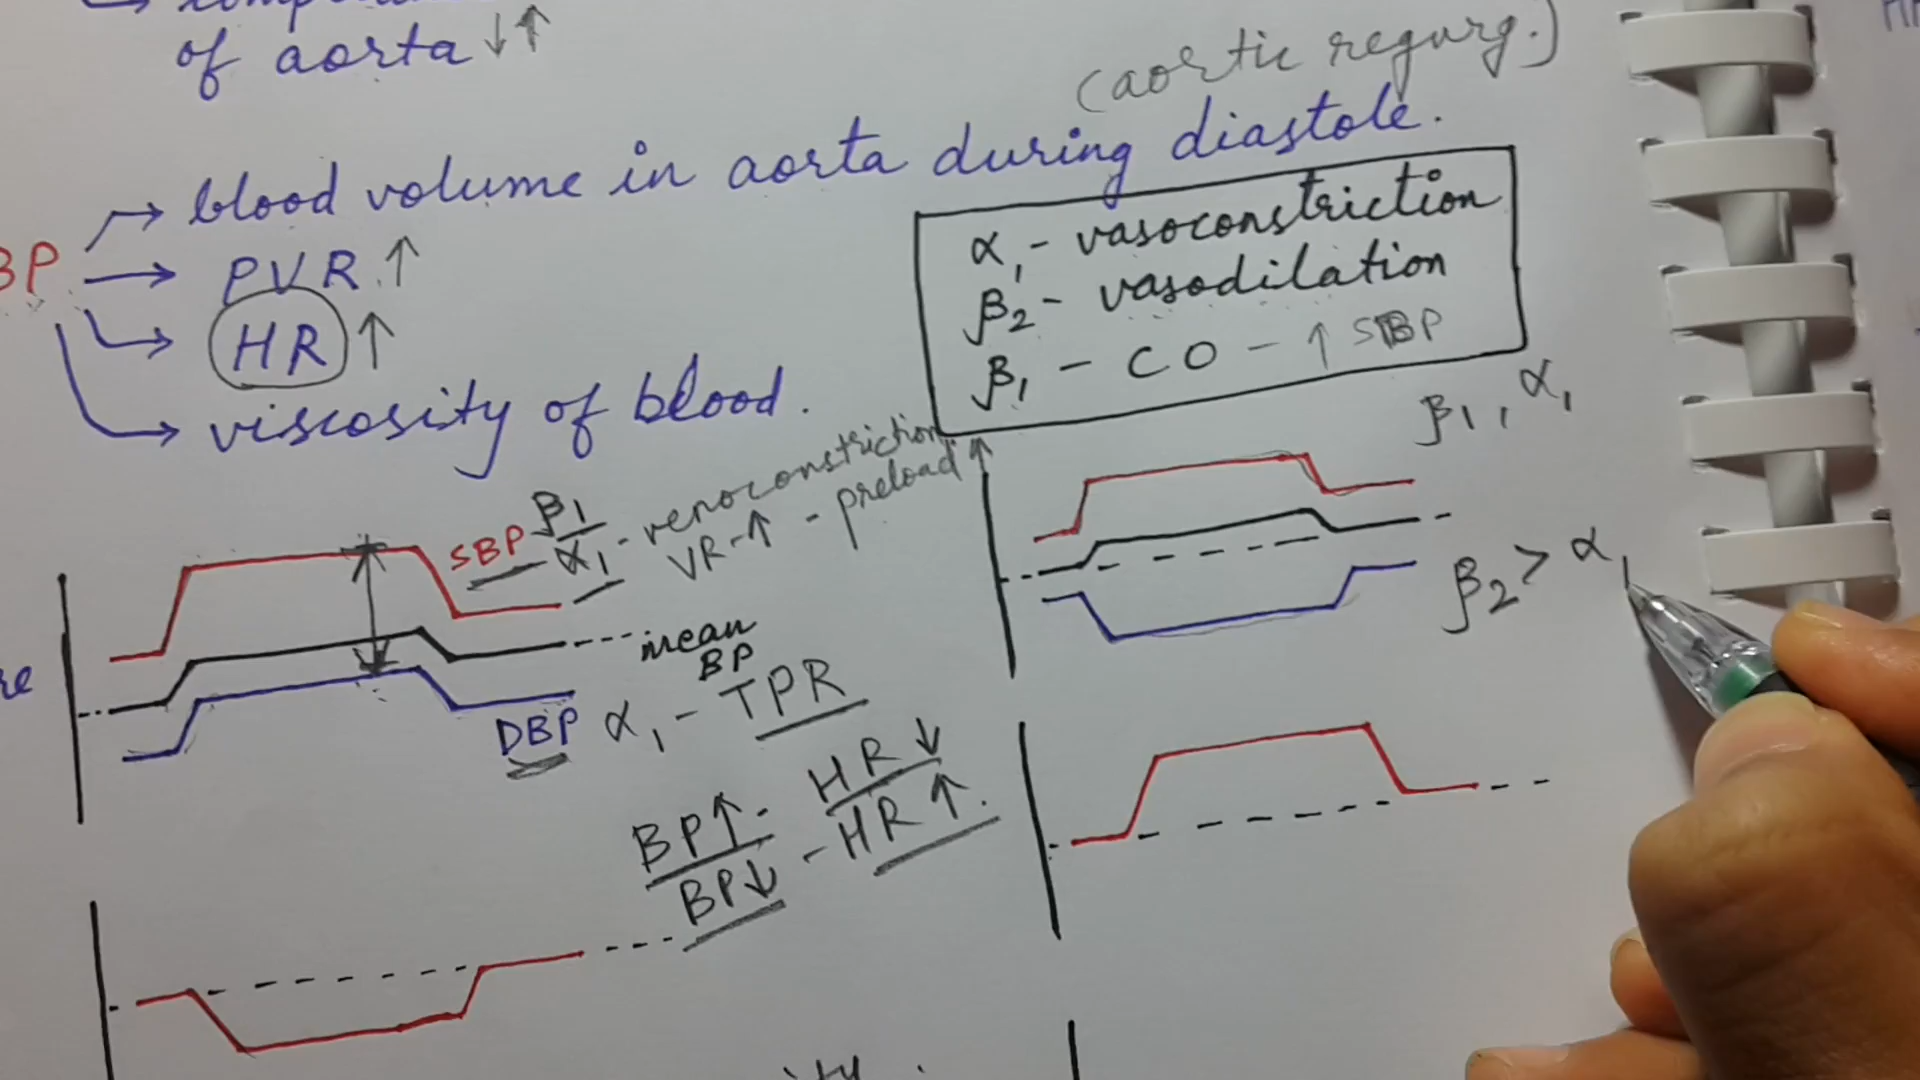 of aorta ↓↑
(aortic regurg.)
→ blood volume in aorta during diastole.
BP → PVR ↑
→ HR ↑
→ viscosity of blood.
α₁ - vasoconstriction
β₂ - vasodilation
β₁ - CO - ↑ SBP
β₁, α₁
SBP β₁
α₁ - venoconstriction
VR-↑ - preload ↑
β₂ > α₁
mean
BP
DBP α₁ - TPR
BP↑ - HR↓
BP↓ - HR↑.